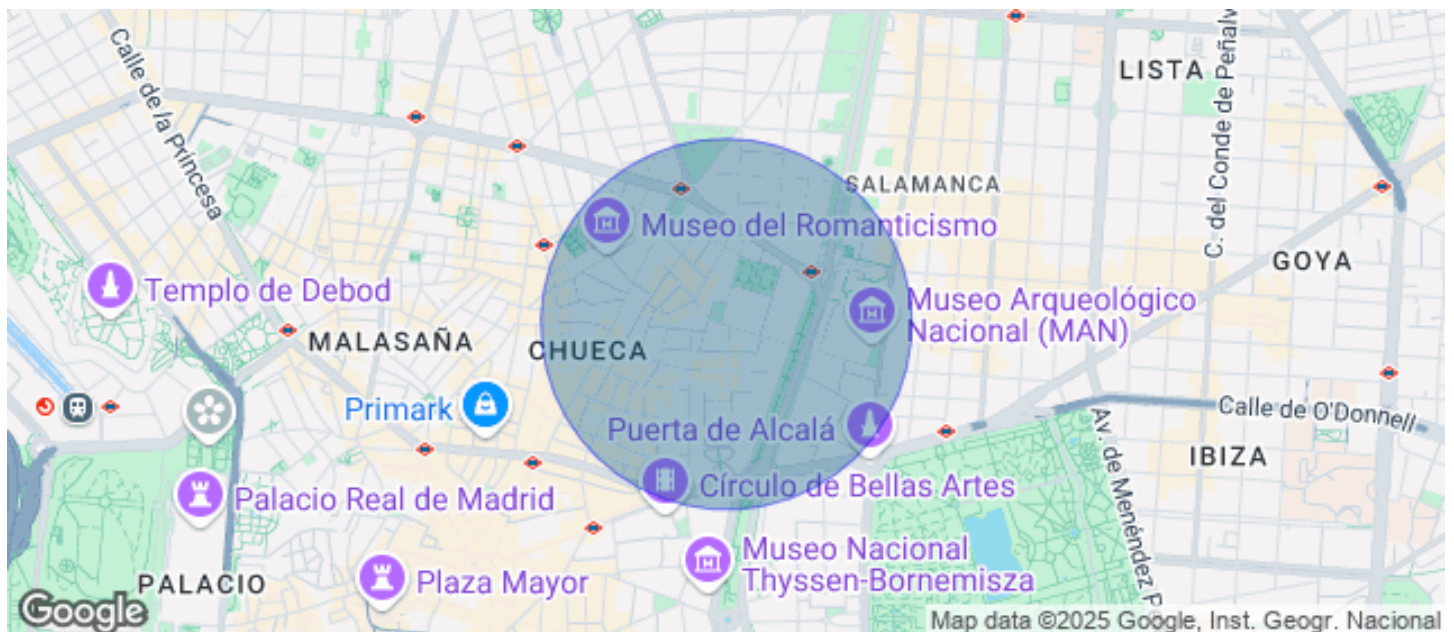 Calle de la Princesa
LISTA
C. del Conde de Peñalv
SALAMANCA
Museo del Romanticismo
GOYA
Templo de Debod
Museo Arqueológico
Nacional (MAN)
MALASAÑA
CHUECA
Primark
Calle de O'Donnell
Puerta de Alcalá
Av. de Menéndez P
IBIZA
Palacio Real de Madrid
Círculo de Bellas Artes
Museo Nacional
Thyssen-Bornemisza
PALACIO
Plaza Mayor
Google
Map data ©2025 Google, Inst. Geogr. Nacional